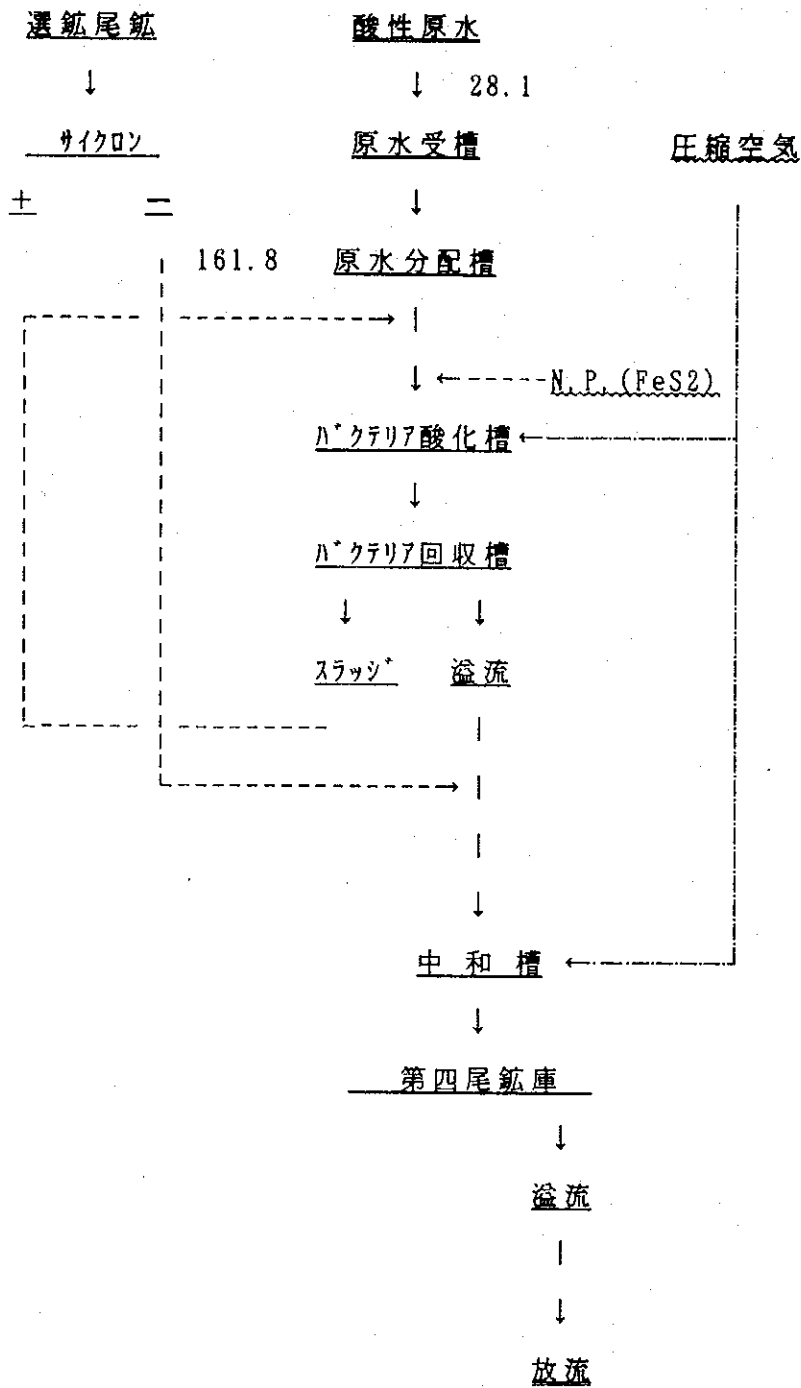 選鉱尾鉱 酸性原水
↓ ↓ 28.1
サイクロン 原水受槽 圧縮空気
+ − ↓
161.8 原水分配槽
↓ ← N.P.(FeS2)
バクテリア酸化槽 ←
↓
バクテリア回収槽
↓ ↓
スラッジ 溢流
↓
中和槽 ←
↓
第四尾鉱庫
↓
溢流
↓
放流